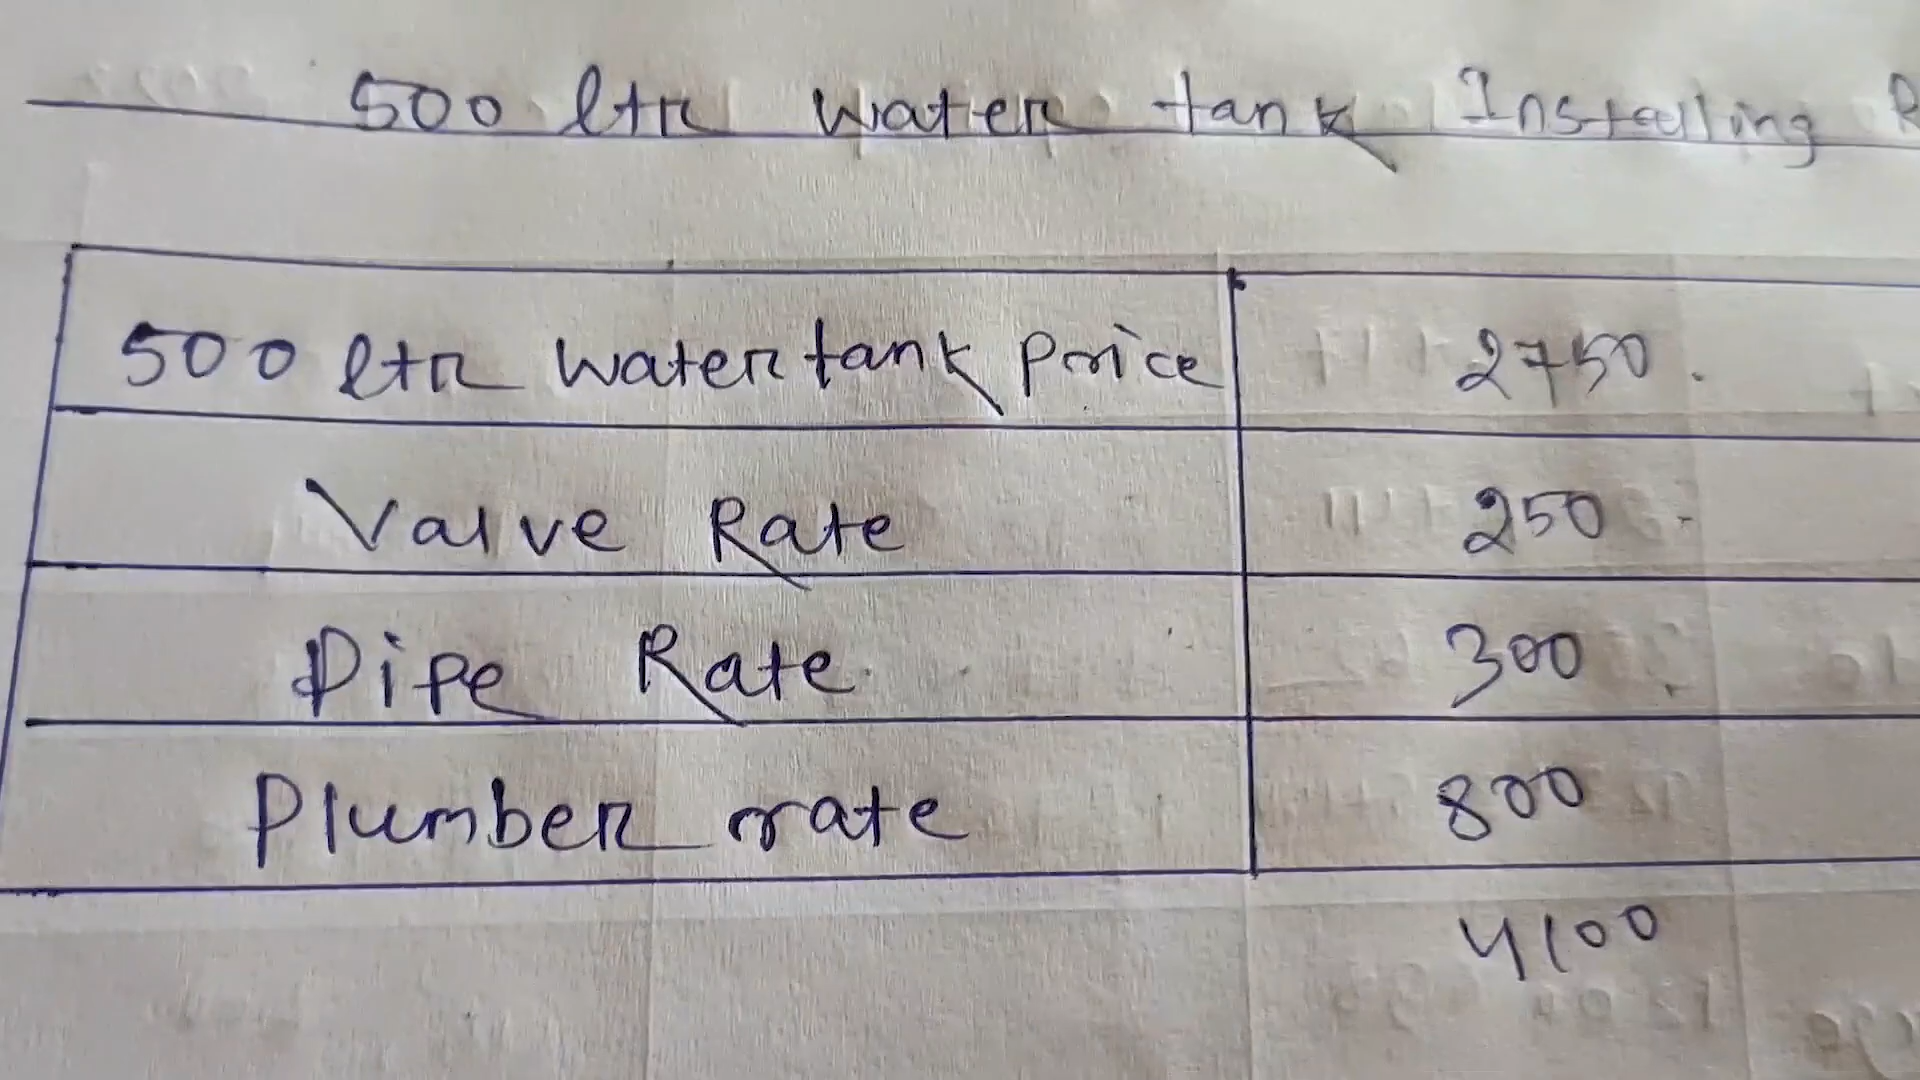 500 ltr water tank Installing R
500 ltr water tank price 2750.
Valve Rate 250
Pipe Rate 300
Plumber rate 800
4100